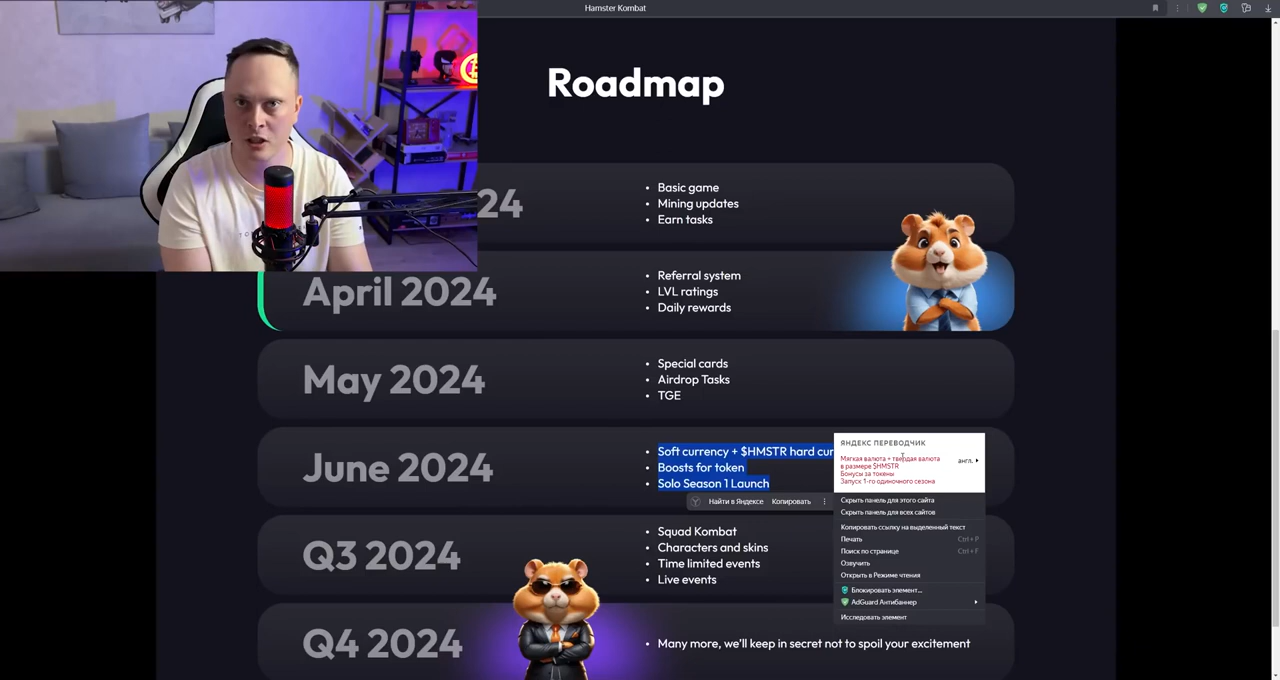 Hamster Kombat
Roadmap
24
Basic game
Mining updates
Earn tasks
April 2024
Referral system
LVL ratings
Daily rewards
May 2024
Special cards
Airdrop Tasks
TGE
June 2024
Soft currency + $HMSTR hard cur
Boosts for token
Solo Season 1 Launch
ЯНДЕКС ПЕРЕВОДЧИК
Мягкая валюта + твердая валюта
в размере $HMSTR
Бонусы за токены
Запуск 1-го одиночного сезона
англ.
Найти в Яндексе Копировать
Скрыть панель для этого сайта
Скрыть панель для всех сайтов
Копировать ссылку на выделенный текст
Печать Ctrl + P
Поиск по странице Ctrl + F
Озвучить
Открыть в Режиме чтения
Блокировать элемент...
AdGuard Антибаннер
Исследовать элемент
Q3 2024
Squad Kombat
Characters and skins
Time limited events
Live events
Q4 2024
Many more, we'll keep in secret not to spoil your excitement